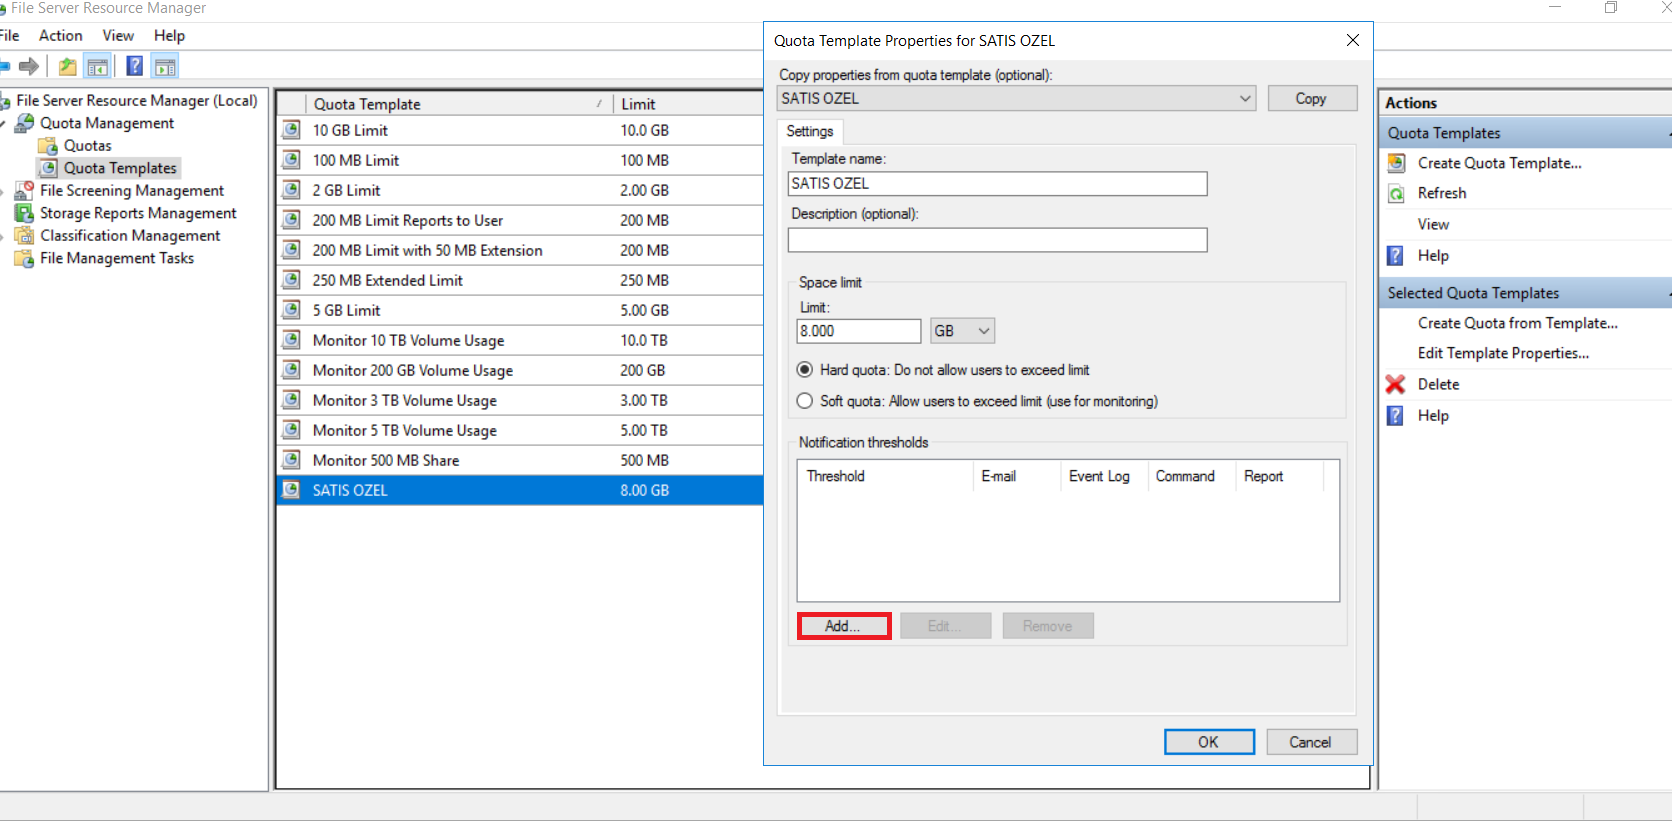 File Server Resource Manager
File Action View Help
File Server Resource Manager (Local)
Quota Management
Quotas
Quota Templates
File Screening Management
Storage Reports Management
Classification Management
File Management Tasks
Quota Template / Limit
10 GB Limit 10.0 GB
100 MB Limit 100 MB
2 GB Limit 2.00 GB
200 MB Limit Reports to User 200 MB
200 MB Limit with 50 MB Extension 200 MB
250 MB Extended Limit 250 MB
5 GB Limit 5.00 GB
Monitor 10 TB Volume Usage 10.0 TB
Monitor 200 GB Volume Usage 200 GB
Monitor 3 TB Volume Usage 3.00 TB
Monitor 5 TB Volume Usage 5.00 TB
Monitor 500 MB Share 500 MB
SATIS OZEL 8.00 GB
Quota Template Properties for SATIS OZEL
Copy properties from quota template (optional):
SATIS OZEL Copy
Settings
Template name:
SATIS OZEL
Description (optional):
Space limit
Limit:
8.000 GB
Hard quota: Do not allow users to exceed limit
Soft quota: Allow users to exceed limit (use for monitoring)
Notification thresholds
Threshold E-mail Event Log Command Report
Add... Edit... Remove
OK Cancel
Actions
Quota Templates
Create Quota Template...
Refresh
View
Help
Selected Quota Templates
Create Quota from Template...
Edit Template Properties...
Delete
Help